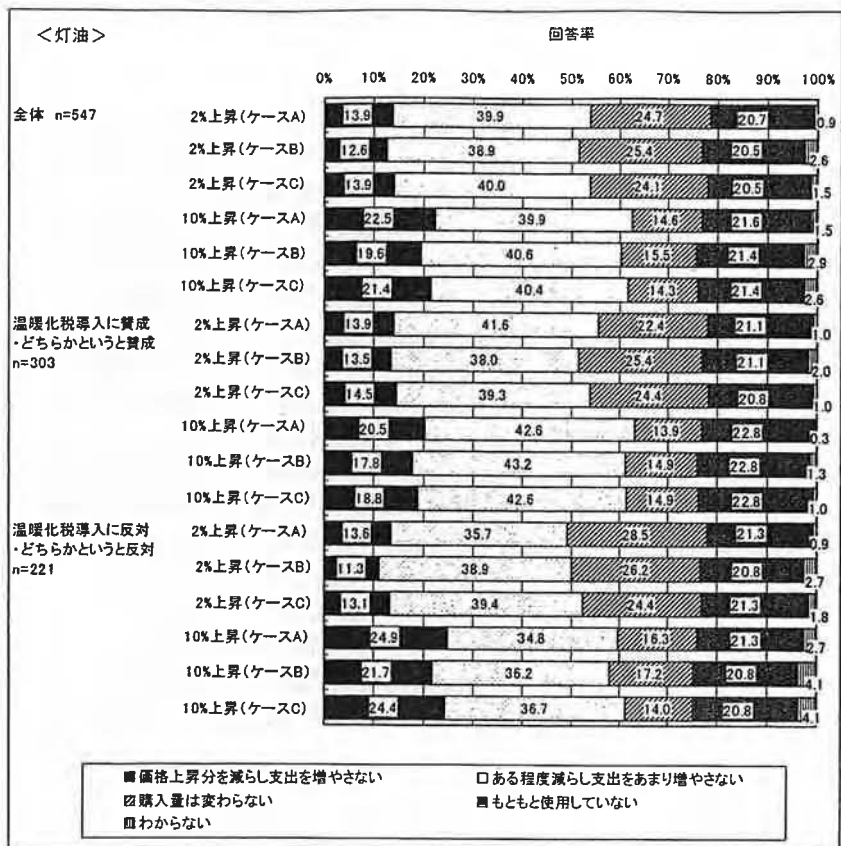 ＜灯油＞
回答率
0% 10% 20% 30% 40% 50% 60% 70% 80% 90% 100%
全体 n=547
2%上昇(ケースA) 13.9 39.9 24.7 20.7 0.9
2%上昇(ケースB) 12.6 38.9 25.4 20.5 2.6
2%上昇(ケースC) 13.9 40.0 24.1 20.5 1.5
10%上昇(ケースA) 22.5 39.9 14.6 21.6 1.5
10%上昇(ケースB) 19.6 40.6 15.5 21.4 2.9
10%上昇(ケースC) 21.4 40.4 14.3 21.4 2.6
温暖化税導入に賛成
・どちらかというと賛成
n=303
2%上昇(ケースA) 13.9 41.6 22.4 21.1 1.0
2%上昇(ケースB) 13.5 38.0 25.4 21.1 2.0
2%上昇(ケースC) 14.5 39.3 24.4 20.8 1.0
10%上昇(ケースA) 20.5 42.6 13.9 22.8 0.3
10%上昇(ケースB) 17.8 43.2 14.9 22.8 1.3
10%上昇(ケースC) 18.8 42.6 14.9 22.8 1.0
温暖化税導入に反対
・どちらかというと反対
n=221
2%上昇(ケースA) 13.6 35.7 28.5 21.3 0.9
2%上昇(ケースB) 11.3 38.9 26.2 20.8 2.7
2%上昇(ケースC) 13.1 39.4 24.4 21.3 1.8
10%上昇(ケースA) 24.9 34.8 16.3 21.3 2.7
10%上昇(ケースB) 21.7 36.2 17.2 20.8 4.1
10%上昇(ケースC) 24.4 36.7 14.0 20.8 4.1
価格上昇分を減らし支出を増やさない
ある程度減らし支出をあまり増やさない
購入量は変わらない
もともと使用していない
わからない